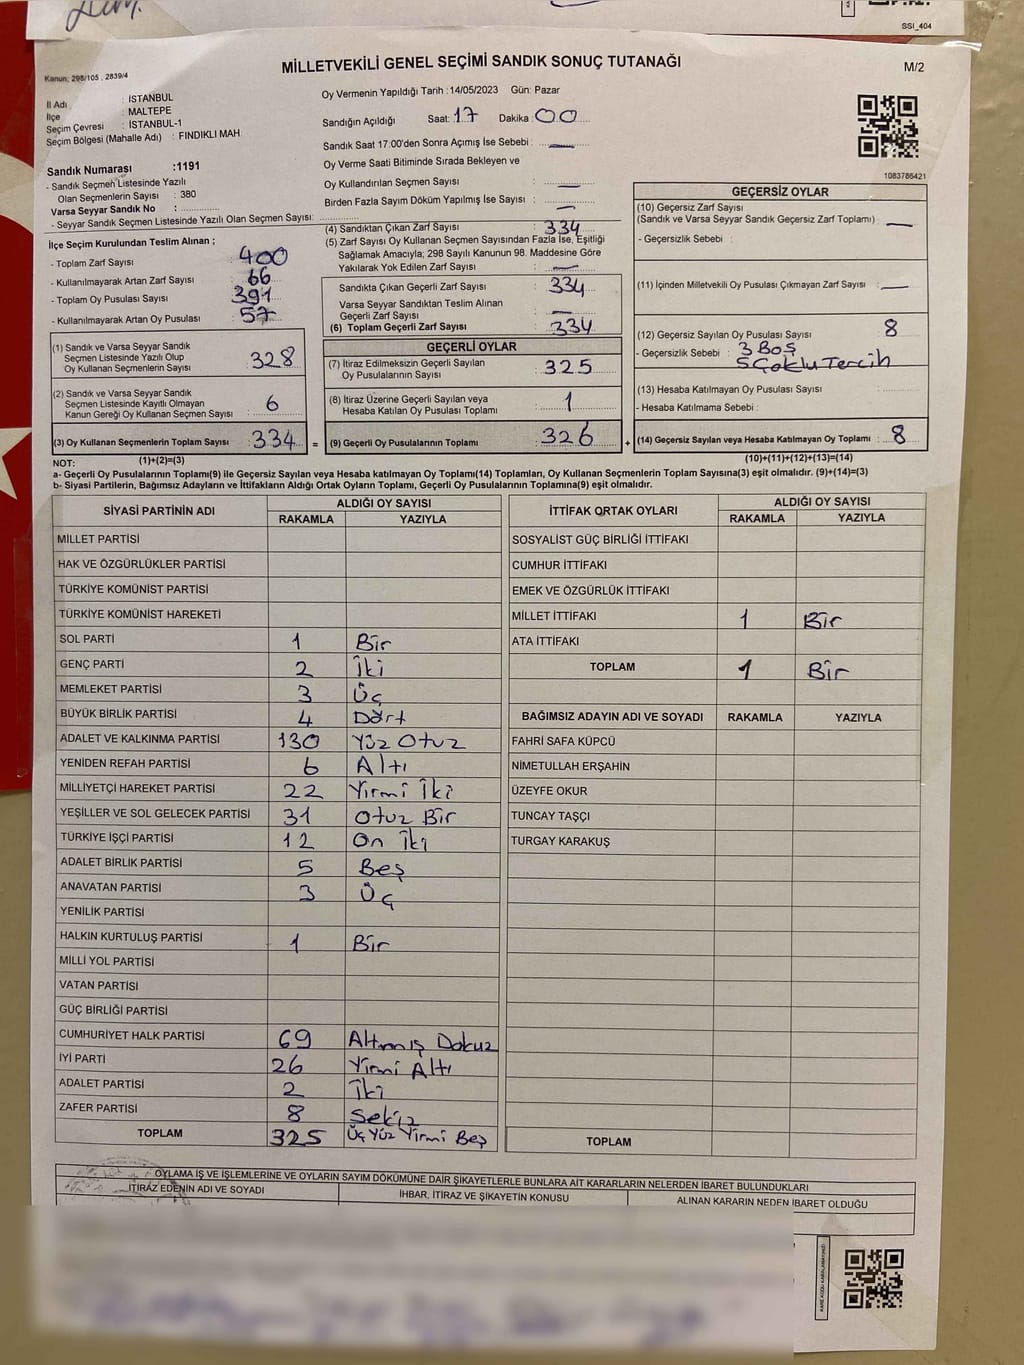 SSI_404
MİLLETVEKİLİ GENEL SEÇİMİ SANDIK SONUÇ TUTANAĞI
M/2
Kanun; 298/105 , 2839/4
İl Adı : İSTANBUL
İlçe : MALTEPE
Seçim Çevresi : İSTANBUL-1
Seçim Bölgesi (Mahalle Adı) : FINDIKLI MAH
Oy Vermenin Yapıldığı Tarih :14/05/2023 Gün: Pazar
Sandığın Açıldığı Saat: 17 Dakika: 00
Sandık Saat 17:00'den Sonra Açımış İse Sebebi : —
Oy Verme Saati Bitiminde Sırada Bekleyen ve
Oy Kullandırılan Seçmen Sayısı : —
Birden Fazla Sayım Döküm Yapılmış İse Sayısı : —
1083786421
Sandık Numarası :1191
- Sandık Seçmen Listesinde Yazılı
Olan Seçmenlerin Sayısı : 380
Varsa Seyyar Sandık No :
- Seyyar Sandık Seçmen Listesinde Yazılı Olan Seçmen Sayısı:
İlçe Seçim Kurulundan Teslim Alınan ;
- Toplam Zarf Sayısı : 400
- Kullanılmayarak Artan Zarf Sayısı : 66
- Toplam Oy Pusulası Sayısı : 391
- Kullanılmayarak Artan Oy Pusulası : 57
(4) Sandıktan Çıkan Zarf Sayısı : 334
(5) Zarf Sayısı Oy Kullanan Seçmen Sayısından Fazla İse, Eşitliği
Sağlamak Amacıyla; 298 Sayılı Kanunun 98. Maddesine Göre
Yakılarak Yok Edilen Zarf Sayısı : —
Sandıkta Çıkan Geçerli Zarf Sayısı : 334
Varsa Seyyar Sandıktan Teslim Alınan
Geçerli Zarf Sayısı : —
(6) Toplam Geçerli Zarf Sayısı : 334
GEÇERSİZ OYLAR
(10) Geçersiz Zarf Sayısı
(Sandık ve Varsa Seyyar Sandık Geçersiz Zarf Toplamı) : —
- Geçersizlik Sebebi :
(11) İçinden Milletvekili Oy Pusulası Çıkmayan Zarf Sayısı : —
(12) Geçersiz Sayılan Oy Pusulası Sayısı : 8
- Geçersizlik Sebebi : 3 Boş
5 Çoklu Tercih
(13) Hesaba Katılmayan Oy Pusulası Sayısı :
- Hesaba Katılmama Sebebi :
(14) Geçersiz Sayılan veya Hesaba Katılmayan Oy Toplamı : 8
(10)+(11)+(12)+(13)=(14)
(1) Sandık ve Varsa Seyyar Sandık
Seçmen Listesinde Yazılı Olup
Oy Kullanan Seçmenlerin Sayısı : 328
(2) Sandık ve Varsa Seyyar Sandık
Seçmen Listesinde Kayıtlı Olmayan
Kanun Gereği Oy Kullanan Seçmen Sayısı : 6
(3) Oy Kullanan Seçmenlerin Toplam Sayısı : 334 =
(1)+(2)=(3)
GEÇERLİ OYLAR
(7) İtiraz Edilmeksizin Geçerli Sayılan
Oy Pusulalarının Sayısı : 325
(8) İtiraz Üzerine Geçerli Sayılan veya
Hesaba Katılan Oy Pusulası Toplamı : 1
(9) Geçerli Oy Pusulalarının Toplamı : 326 +
NOT:
a- Geçerli Oy Pusulalarının Toplamı(9) ile Geçersiz Sayılan veya Hesaba katılmayan Oy Toplamı(14) Toplamları, Oy Kullanan Seçmenlerin Toplam Sayısına(3) eşit olmalıdır. (9)+(14)=(3)
b- Siyasi Partilerin, Bağımsız Adayların ve İttifakların Aldığı Ortak Oyların Toplamı, Geçerli Oy Pusulalarının Toplamına(9) eşit olmalıdır.
SİYASİ PARTİNİN ADI ALDIĞI OY SAYISI
RAKAMLA YAZIYLA
MİLLET PARTİSİ
HAK VE ÖZGÜRLÜKLER PARTİSİ
TÜRKİYE KOMÜNİST PARTİSİ
TÜRKİYE KOMÜNİST HAREKETİ
SOL PARTİ 1 Bir
GENÇ PARTİ 2 İki
MEMLEKET PARTİSİ 3 Üç
BÜYÜK BİRLİK PARTİSİ 4 Dört
ADALET VE KALKINMA PARTİSİ 130 Yüz Otuz
YENİDEN REFAH PARTİSİ 6 Altı
MİLLİYETÇİ HAREKET PARTİSİ 22 Yirmi İki
YEŞİLLER VE SOL GELECEK PARTİSİ 31 Otuz Bir
TÜRKİYE İŞÇİ PARTİSİ 12 On İki
ADALET BİRLİK PARTİSİ 5 Beş
ANAVATAN PARTİSİ 3 Üç
YENİLİK PARTİSİ
HALKIN KURTULUŞ PARTİSİ 1 Bir
MİLLİ YOL PARTİSİ
VATAN PARTİSİ
GÜÇ BİRLİĞİ PARTİSİ
CUMHURİYET HALK PARTİSİ 69 Altmış Dokuz
İYİ PARTİ 26 Yirmi Altı
ADALET PARTİSİ 2 İki
ZAFER PARTİSİ 8 Sekiz
TOPLAM 325 Üç Yüz Yirmi Beş
İTTİFAK ORTAK OYLARI ALDIĞI OY SAYISI
RAKAMLA YAZIYLA
SOSYALİST GÜÇ BİRLİĞİ İTTİFAKI
CUMHUR İTTİFAKI
EMEK VE ÖZGÜRLÜK İTTİFAKI
MİLLET İTTİFAKI 1 Bir
ATA İTTİFAKI
TOPLAM 1 Bir
BAĞIMSIZ ADAYIN ADI VE SOYADI RAKAMLA YAZIYLA
FAHRİ SAFA KÜPCÜ
NİMETULLAH ERŞAHİN
ÜZEYFE OKUR
TUNCAY TAŞÇI
TURGAY KARAKUŞ
TOPLAM
OYLAMA İŞ VE İŞLEMLERİNE VE OYLARIN SAYIM DÖKÜMÜNE DAİR ŞİKAYETLERLE BUNLARA AİT KARARLARIN NELERDEN İBARET BULUNDUKLARI
İTİRAZ EDENİN ADI VE SOYADI İHBAR, İTİRAZ VE ŞİKAYETİN KONUSU ALINAN KARARIN NEDEN İBARET OLDUĞU